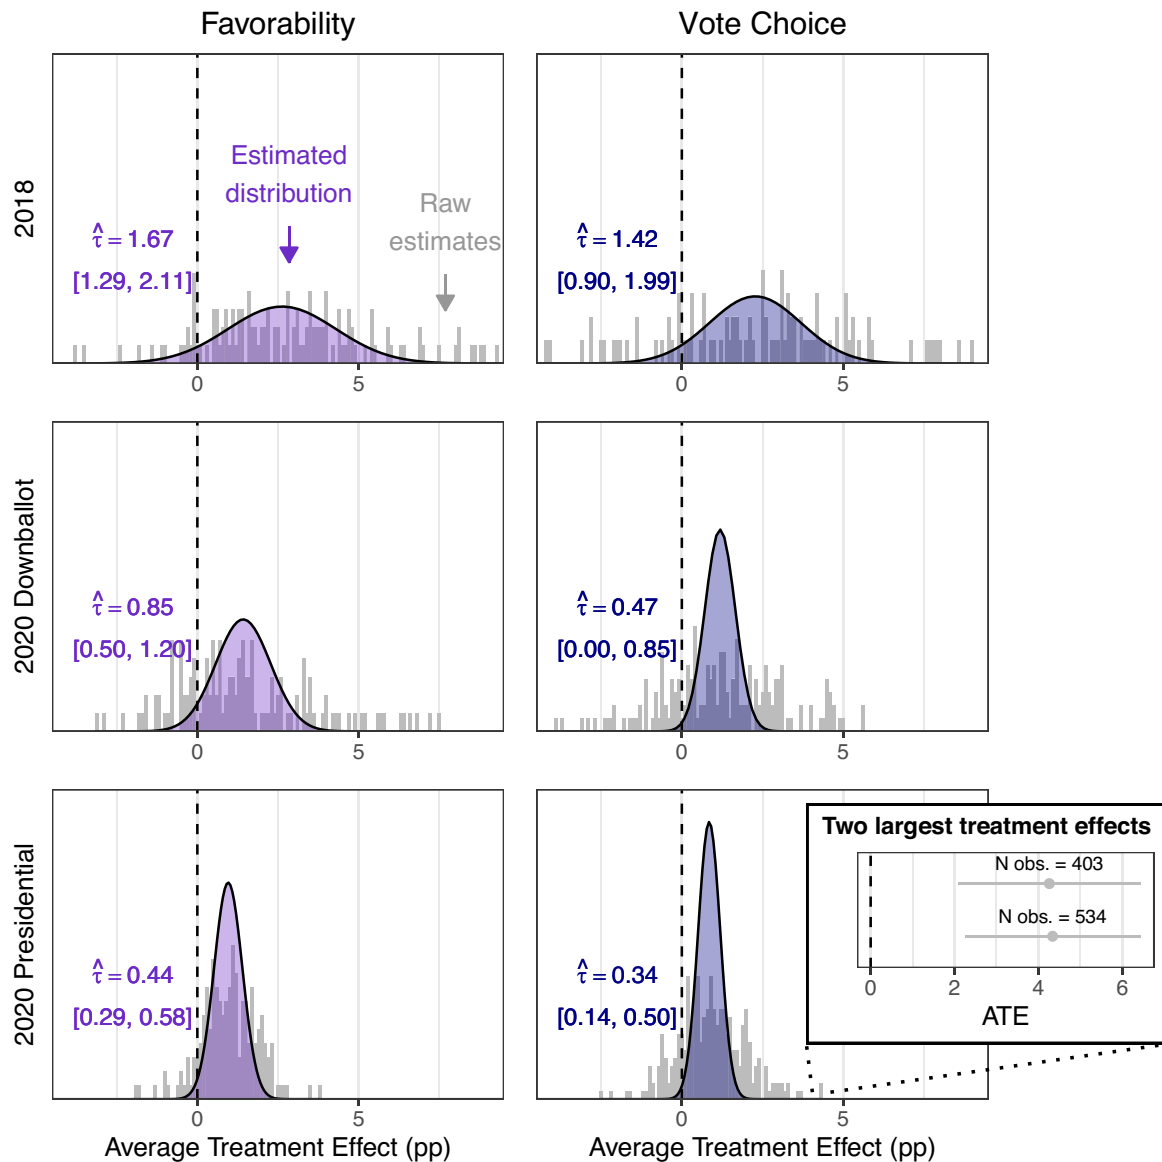 Favorability
Vote Choice
2018
Estimated
distribution
Raw
estimates
τ̂ = 1.67
[1.29, 2.11]
τ̂ = 1.42
[0.90, 1.99]
0 5
0 5
2020 Downballot
τ̂ = 0.85
[0.50, 1.20]
τ̂ = 0.47
[0.00, 0.85]
0 5
0 5
2020 Presidential
τ̂ = 0.44
[0.29, 0.58]
τ̂ = 0.34
[0.14, 0.50]
Two largest treatment effects
N obs. = 403
N obs. = 534
0 2 4 6
ATE
0 5
0 5
Average Treatment Effect (pp)
Average Treatment Effect (pp)